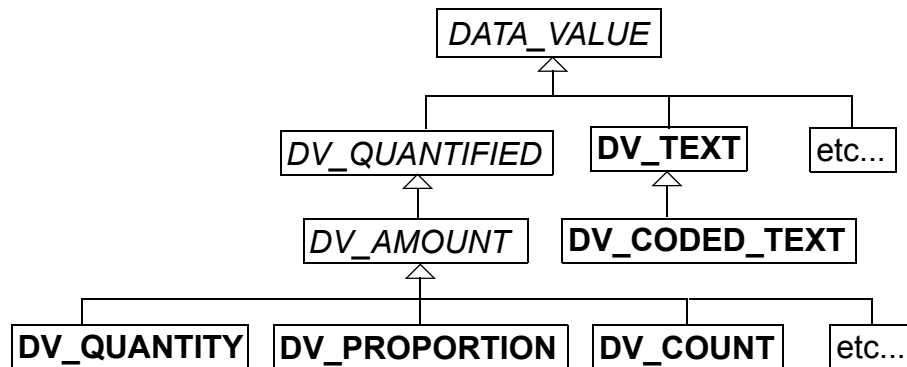 DATA_VALUE
DV_QUANTIFIED
DV_TEXT
etc...
DV_AMOUNT
DV_CODED_TEXT
DV_QUANTITY
DV_PROPORTION
DV_COUNT
etc...